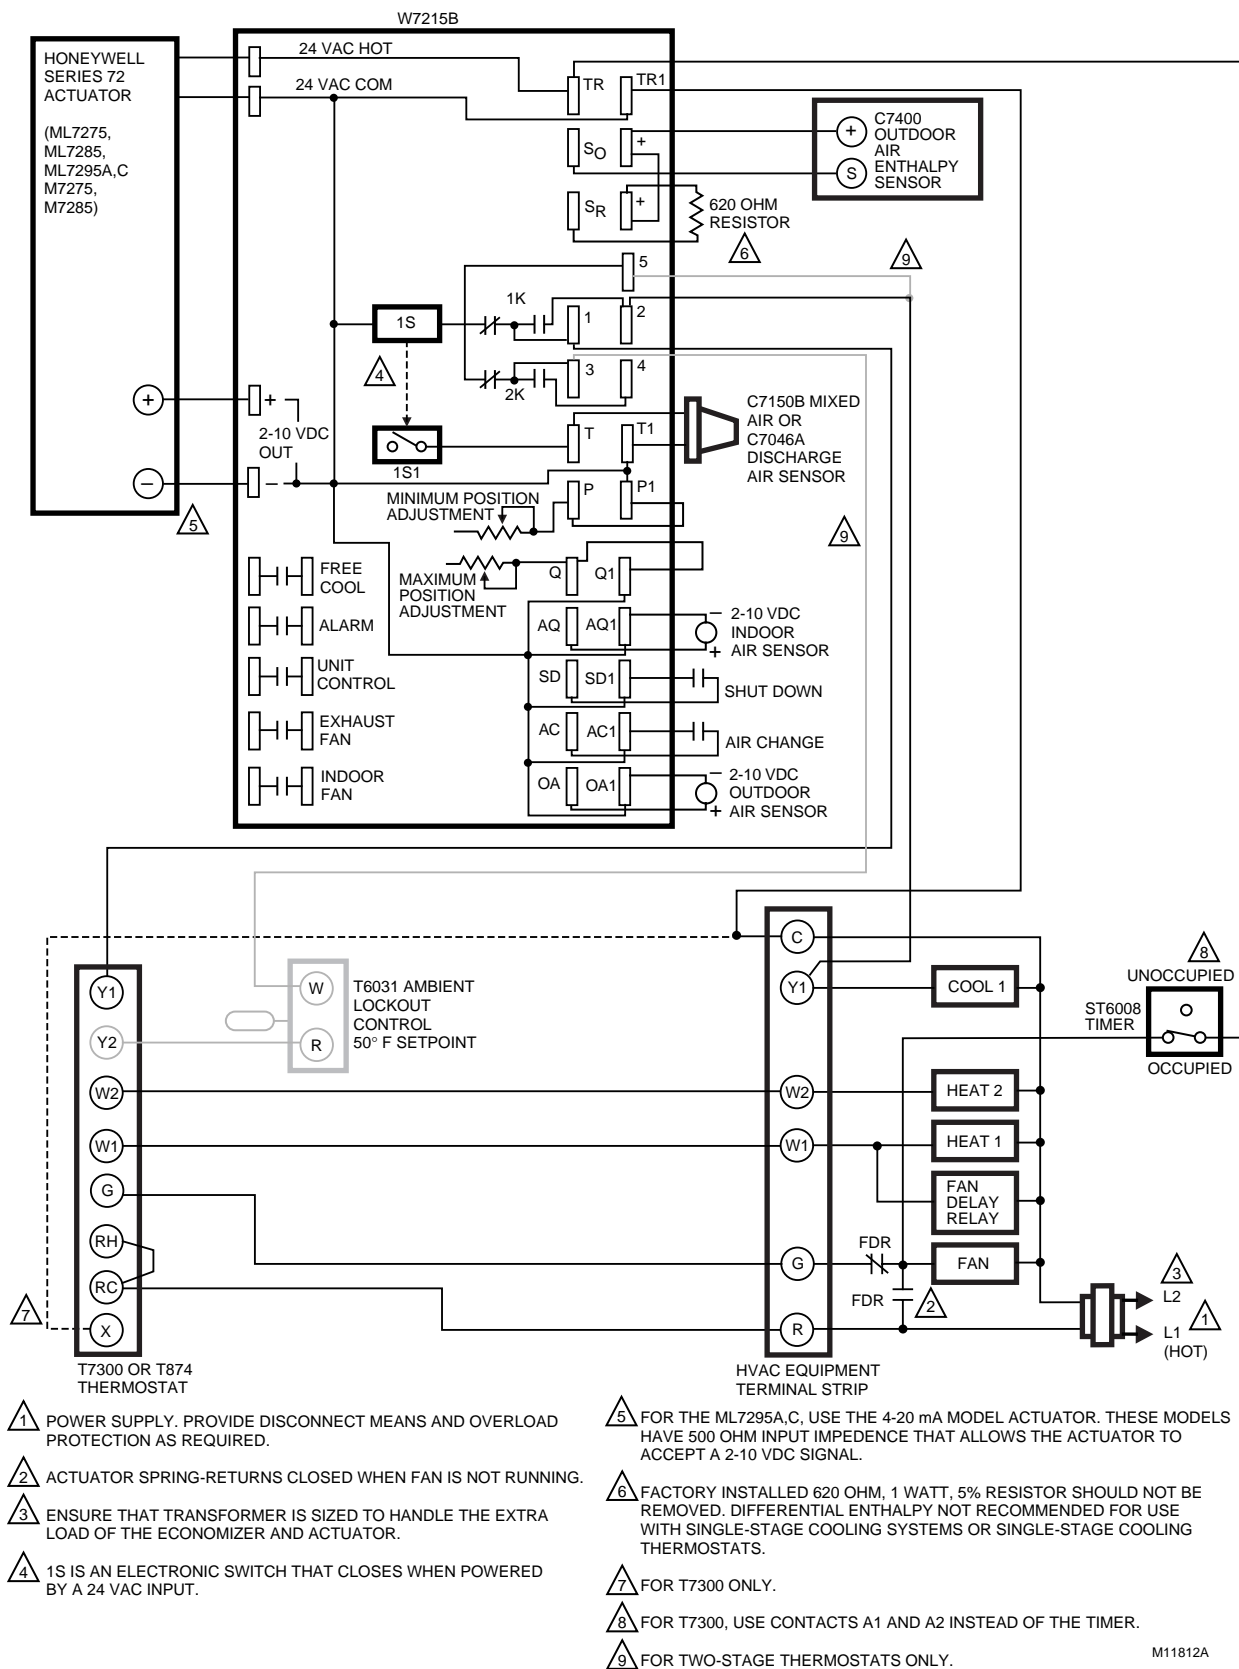 W7215B
HONEYWELL
SERIES 72
ACTUATOR
(ML7275,
ML7285,
ML7295A,C
M7275,
M7285)
24 VAC HOT
24 VAC COM
TR
TR1
SO
+
SR
+
C7400
OUTDOOR
AIR
ENTHALPY
SENSOR
+
S
620 OHM
RESISTOR
6
9
5
1K
1S
1
2
4
3
4
2K
C7150B MIXED
AIR OR
C7046A
DISCHARGE
AIR SENSOR
+
+
2-10 VDC
OUT
T
T1
1S1
−
−
5
MINIMUM POSITION
ADJUSTMENT
P
P1
9
MAXIMUM
POSITION
ADJUSTMENT
Q
Q1
FREE
COOL
ALARM
UNIT
CONTROL
EXHAUST
FAN
INDOOR
FAN
AQ
AQ1
− 2-10 VDC
INDOOR
+ AIR SENSOR
SD
SD1
SHUT DOWN
AC
AC1
AIR CHANGE
OA
OA1
− 2-10 VDC
OUTDOOR
+ AIR SENSOR
Y1
Y2
W2
W1
G
RH
RC
X
7
T7300 OR T874
THERMOSTAT
W
R
T6031 AMBIENT
LOCKOUT
CONTROL
50° F SETPOINT
C
Y1
W2
W1
G
R
HVAC EQUIPMENT
TERMINAL STRIP
COOL 1
HEAT 2
HEAT 1
FAN
DELAY
RELAY
FDR
FAN
FDR
2
8
UNOCCUPIED
ST6008
TIMER
OCCUPIED
3
L2
1
L1
(HOT)
1 POWER SUPPLY. PROVIDE DISCONNECT MEANS AND OVERLOAD
PROTECTION AS REQUIRED.
2 ACTUATOR SPRING-RETURNS CLOSED WHEN FAN IS NOT RUNNING.
3 ENSURE THAT TRANSFORMER IS SIZED TO HANDLE THE EXTRA
LOAD OF THE ECONOMIZER AND ACTUATOR.
4 1S IS AN ELECTRONIC SWITCH THAT CLOSES WHEN POWERED
BY A 24 VAC INPUT.
5 FOR THE ML7295A,C, USE THE 4-20 mA MODEL ACTUATOR. THESE MODELS
HAVE 500 OHM INPUT IMPEDENCE THAT ALLOWS THE ACTUATOR TO
ACCEPT A 2-10 VDC SIGNAL.
6 FACTORY INSTALLED 620 OHM, 1 WATT, 5% RESISTOR SHOULD NOT BE
REMOVED. DIFFERENTIAL ENTHALPY NOT RECOMMENDED FOR USE
WITH SINGLE-STAGE COOLING SYSTEMS OR SINGLE-STAGE COOLING
THERMOSTATS.
7 FOR T7300 ONLY.
8 FOR T7300, USE CONTACTS A1 AND A2 INSTEAD OF THE TIMER.
9 FOR TWO-STAGE THERMOSTATS ONLY.
M11812A